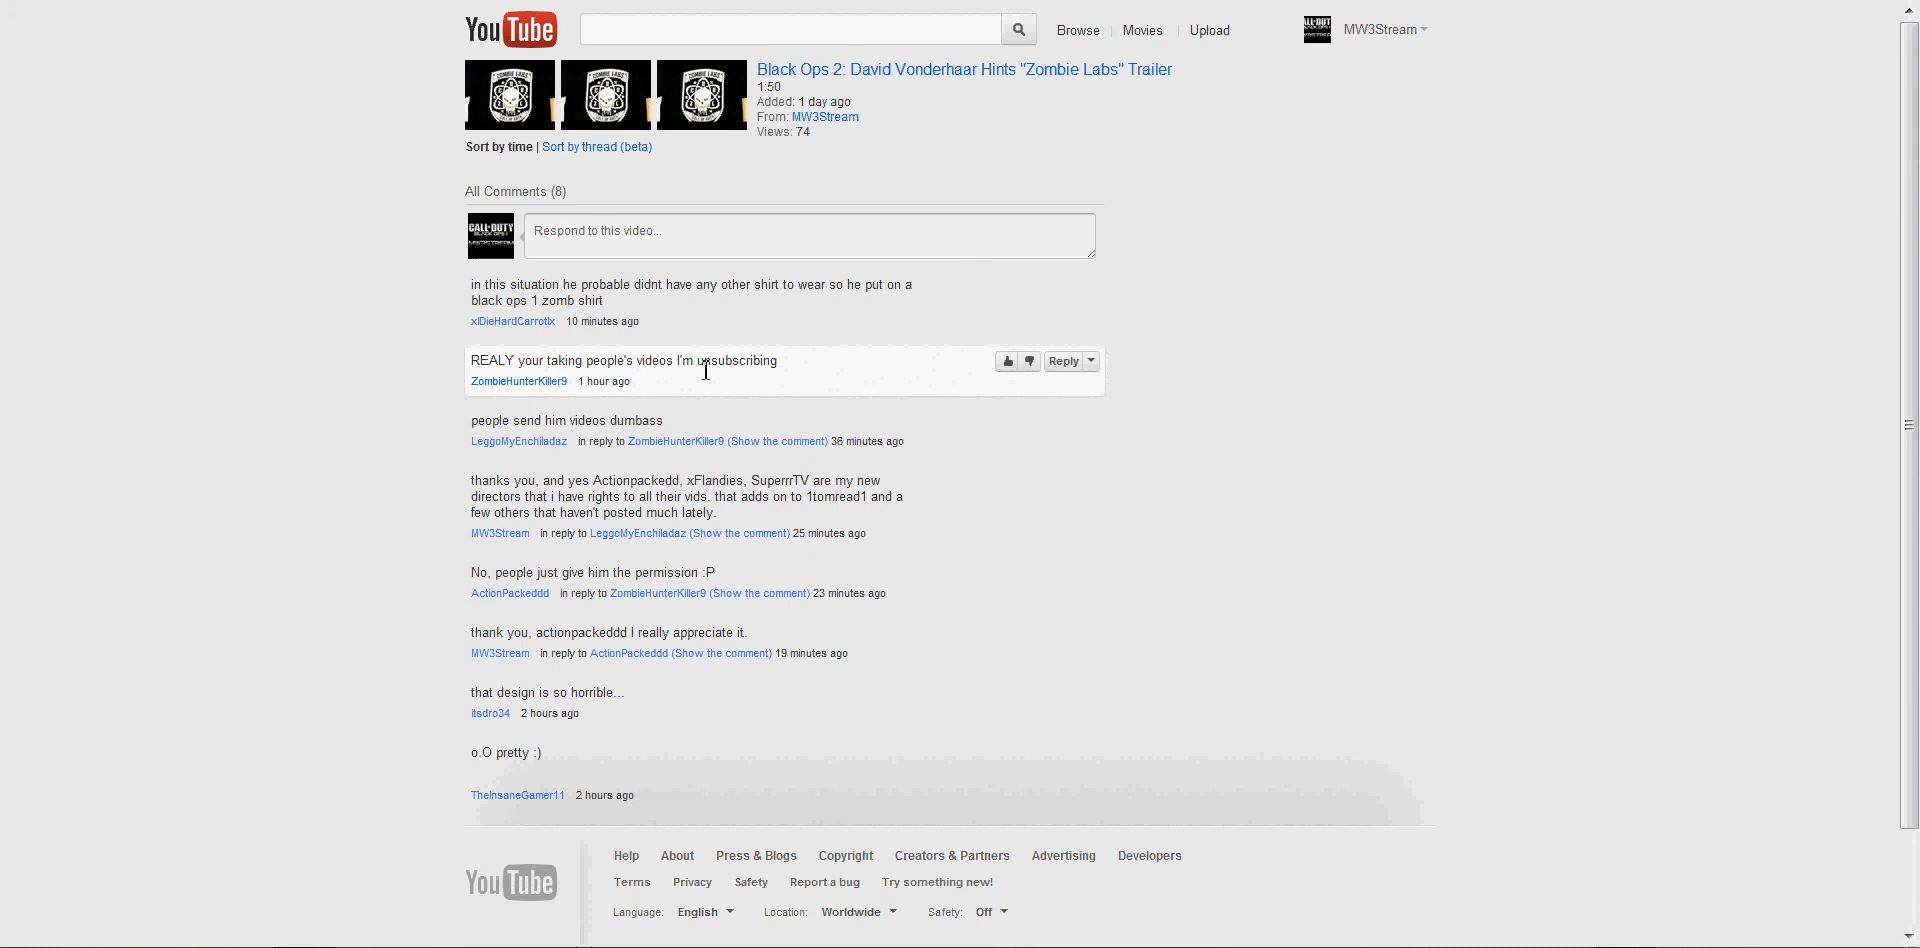 YouTube
Browse
Movies
Upload
MW3Stream
Black Ops 2: David Vonderhaar Hints "Zombie Labs" Trailer
1:50
Added: 1 day ago
From: MW3Stream
Views: 74
Sort by time | Sort by thread (beta)
All Comments (8)
CALL·DUTY
BLACK OPS II
MW3STREAM
Respond to this video...
in this situation he probable didnt have any other shirt to wear so he put on a
black ops 1 zomb shirt
xlDieHardCarrotlx 10 minutes ago
REALY your taking people's videos I'm unsubscribing
Reply
ZombieHunterKiller9 1 hour ago
people send him videos dumbass
LeggoMyEnchiladaz in reply to ZombieHunterKiller9 (Show the comment) 36 minutes ago
thanks you, and yes Actionpackedd, xFlandies, SuperrrTV are my new
directors that i have rights to all their vids. that adds on to 1tomread1 and a
few others that haven't posted much lately.
MW3Stream in reply to LeggoMyEnchiladaz (Show the comment) 25 minutes ago
No, people just give him the permission :P
ActionPackeddd in reply to ZombieHunterKiller9 (Show the comment) 23 minutes ago
thank you, actionpackeddd I really appreciate it.
MW3Stream in reply to ActionPackeddd (Show the comment) 19 minutes ago
that design is so horrible...
itsdro34 2 hours ago
o.O pretty :)
TheInsaneGamer11 2 hours ago
YouTube
Help About Press & Blogs Copyright Creators & Partners Advertising Developers
Terms Privacy Safety Report a bug Try something new!
Language: English Location: Worldwide Safety: Off